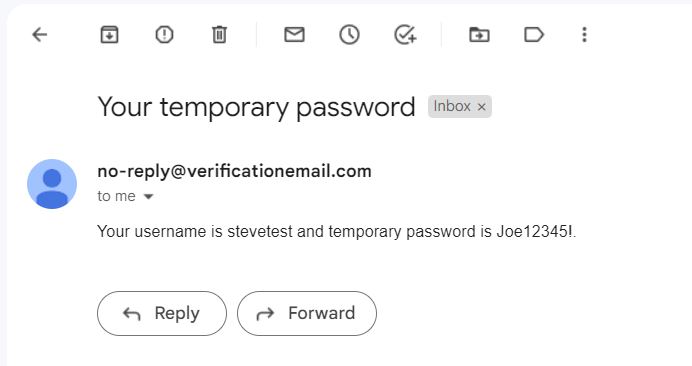 Your temporary password Inbox ×
no-reply@verificationemail.com
to me
Your username is stevetest and temporary password is Joe12345!.
Reply Forward